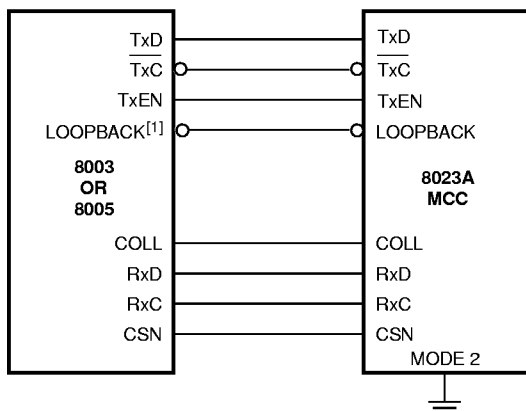 TxD TxD
TxC TxC
TxEN TxEN
LOOPBACK[1] LOOPBACK
8003
OR
8005
8023A
MCC
COLL COLL
RxD RxD
RxC RxC
CSN CSN
MODE 2